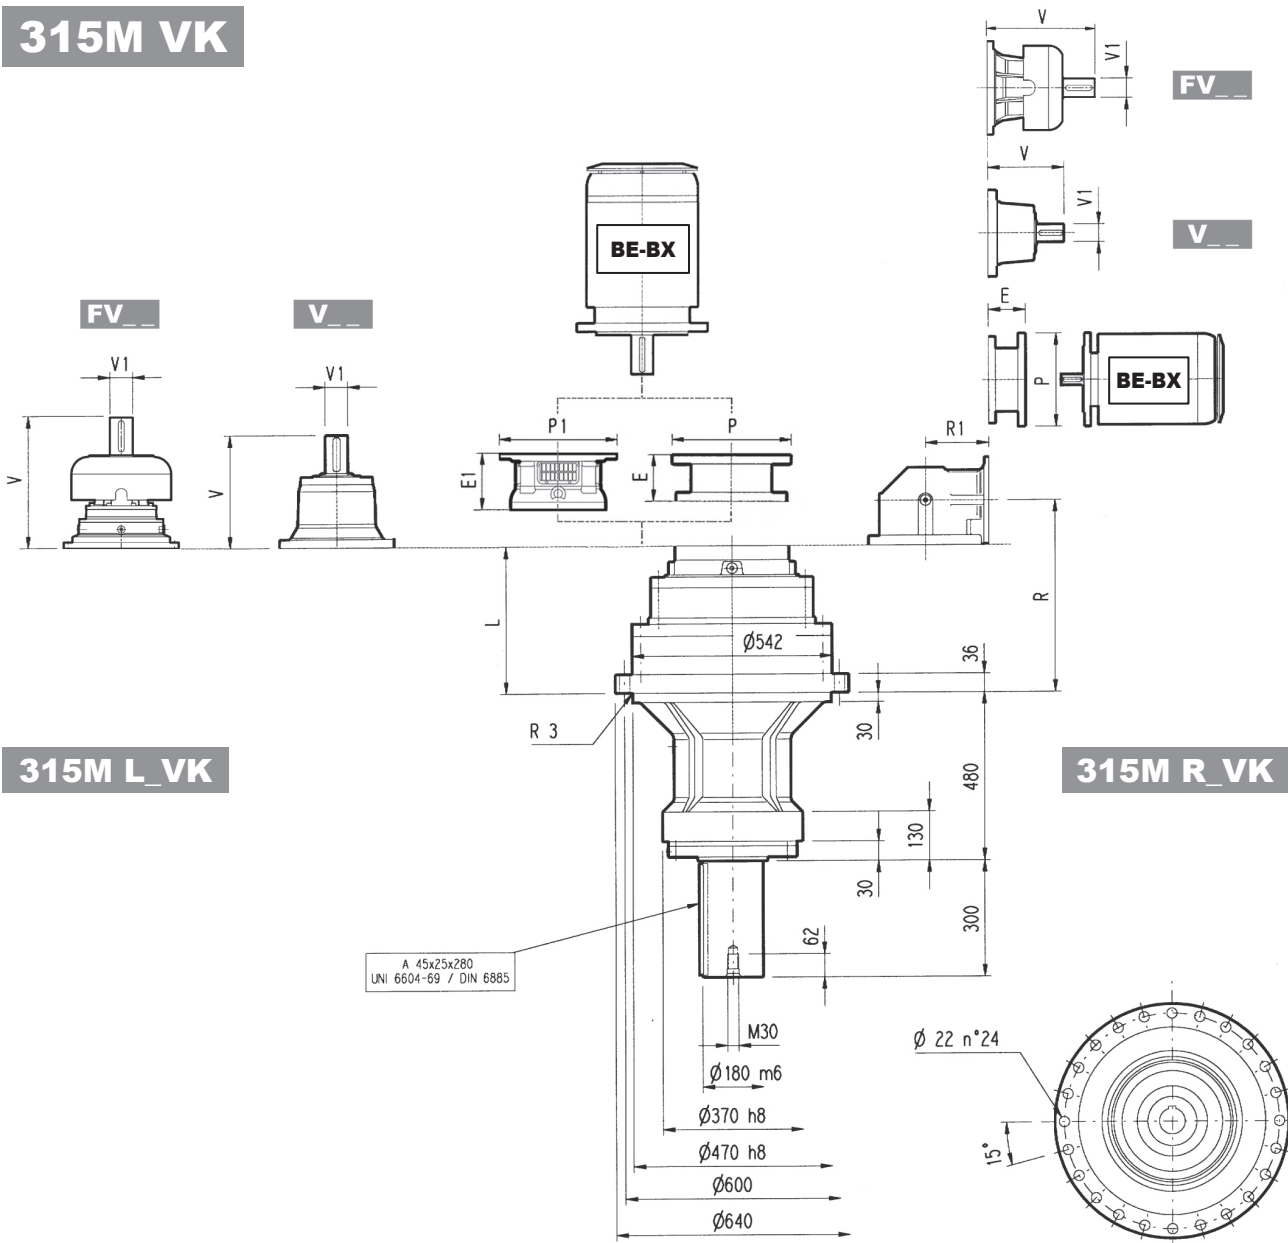 315M VK
V
V1
FV_ _
V
V1
V_ _
BE-BX
E
P
BE-BX
FV_ _
V_ _
V1
V1
V
V
P1
P
E1
E
R1
R
L
Ø542
36
R 3
30
480
315M L_VK
315M R_VK
130
30
300
62
A 45x25x280
UNI 6604-69 / DIN 6885
M30
Ø180 m6
Ø370 h8
Ø470 h8
Ø600
Ø640
Ø 22 n°24
15°